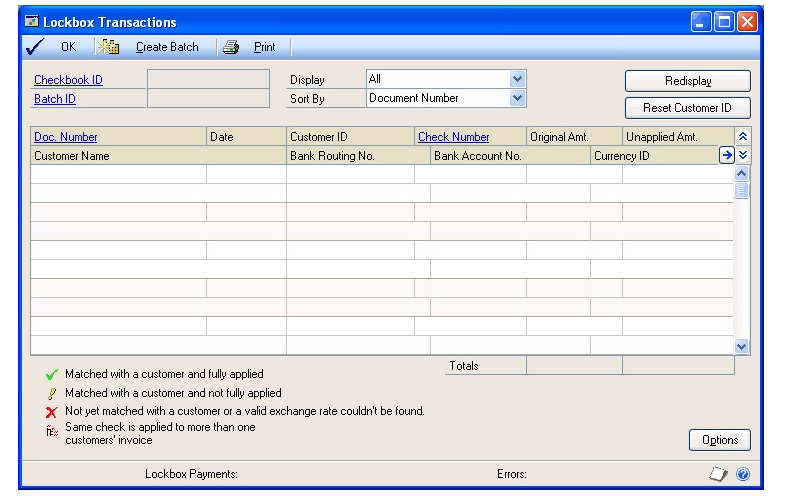 Lockbox Transactions
OK Create Batch Print
Checkbook ID Display All Redisplay
Batch ID Sort By Document Number Reset Customer ID
Doc. Number Date Customer ID Check Number Original Amt. Unapplied Amt.
Customer Name Bank Routing No. Bank Account No. Currency ID
Totals
Matched with a customer and fully applied
Matched with a customer and not fully applied
Not yet matched with a customer or a valid exchange rate couldn't be found.
Same check is applied to more than one
customers' invoice
Options
Lockbox Payments: Errors: